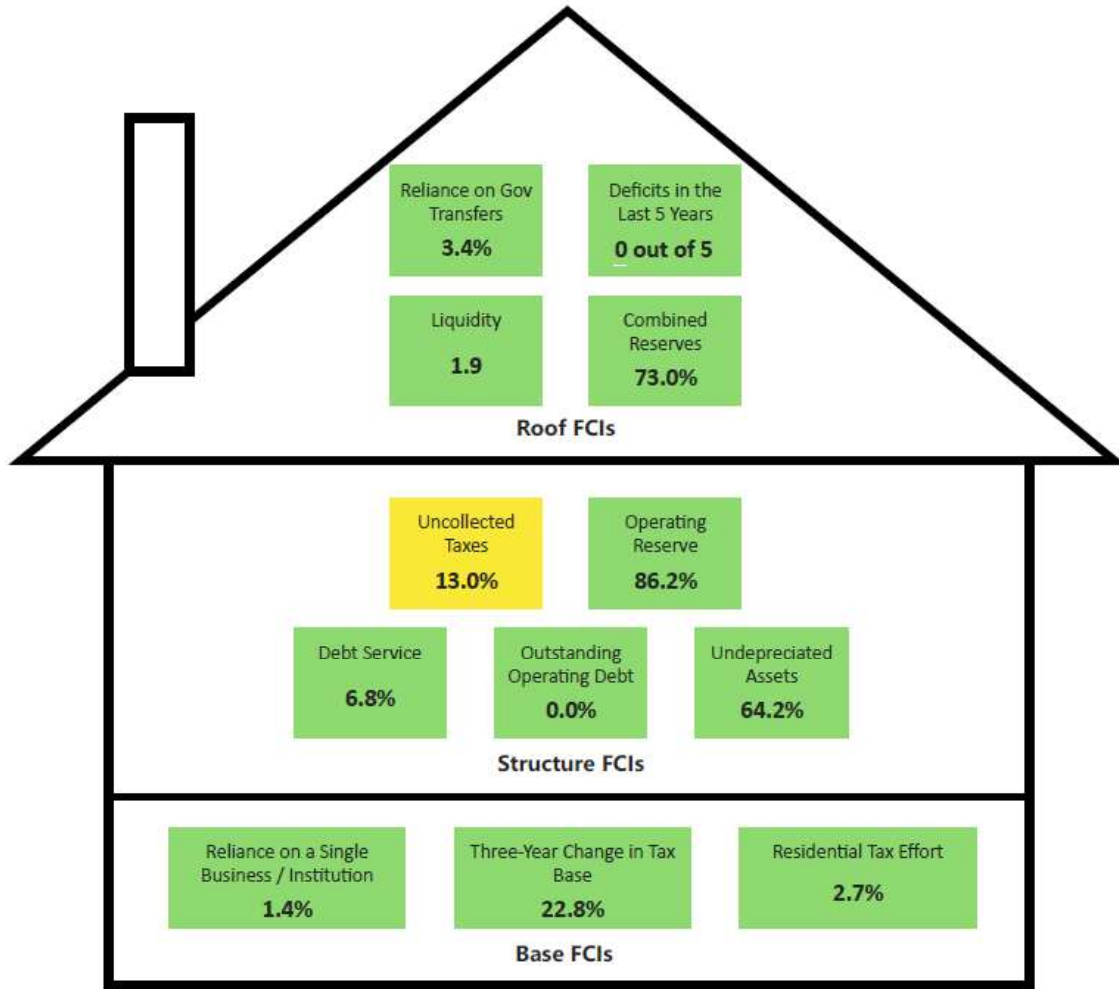 Reliance on Gov
Transfers
3.4%
Deficits in the
Last 5 Years
0 out of 5
Liquidity
1.9
Combined
Reserves
73.0%
Roof FCIs
Uncollected
Taxes
13.0%
Operating
Reserve
86.2%
Debt Service
6.8%
Outstanding
Operating Debt
0.0%
Undepreciated
Assets
64.2%
Structure FCIs
Reliance on a Single
Business / Institution
1.4%
Three-Year Change in Tax
Base
22.8%
Residential Tax Effort
2.7%
Base FCIs